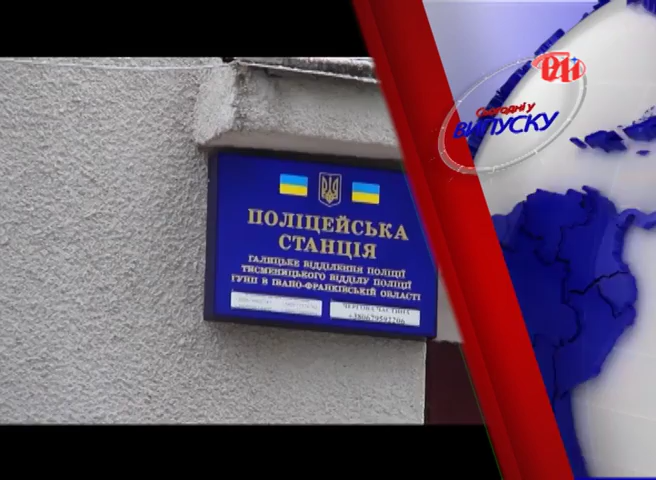 Сьогодні у
ВИПУСКУ
ПОЛІЦЕЙСЬКА
СТАНЦІЯ
ГАЛИЦЬКЕ ВІДДІЛЕННЯ ПОЛІЦІЇ
ТИСМЕНИЦЬКОГО ВІДДІЛУ ПОЛІЦІЇ
ГУНП В ІВАНО-ФРАНКІВСЬКІЙ ОБЛАСТІ
ЧЕРГОВА ЧАСТИНА